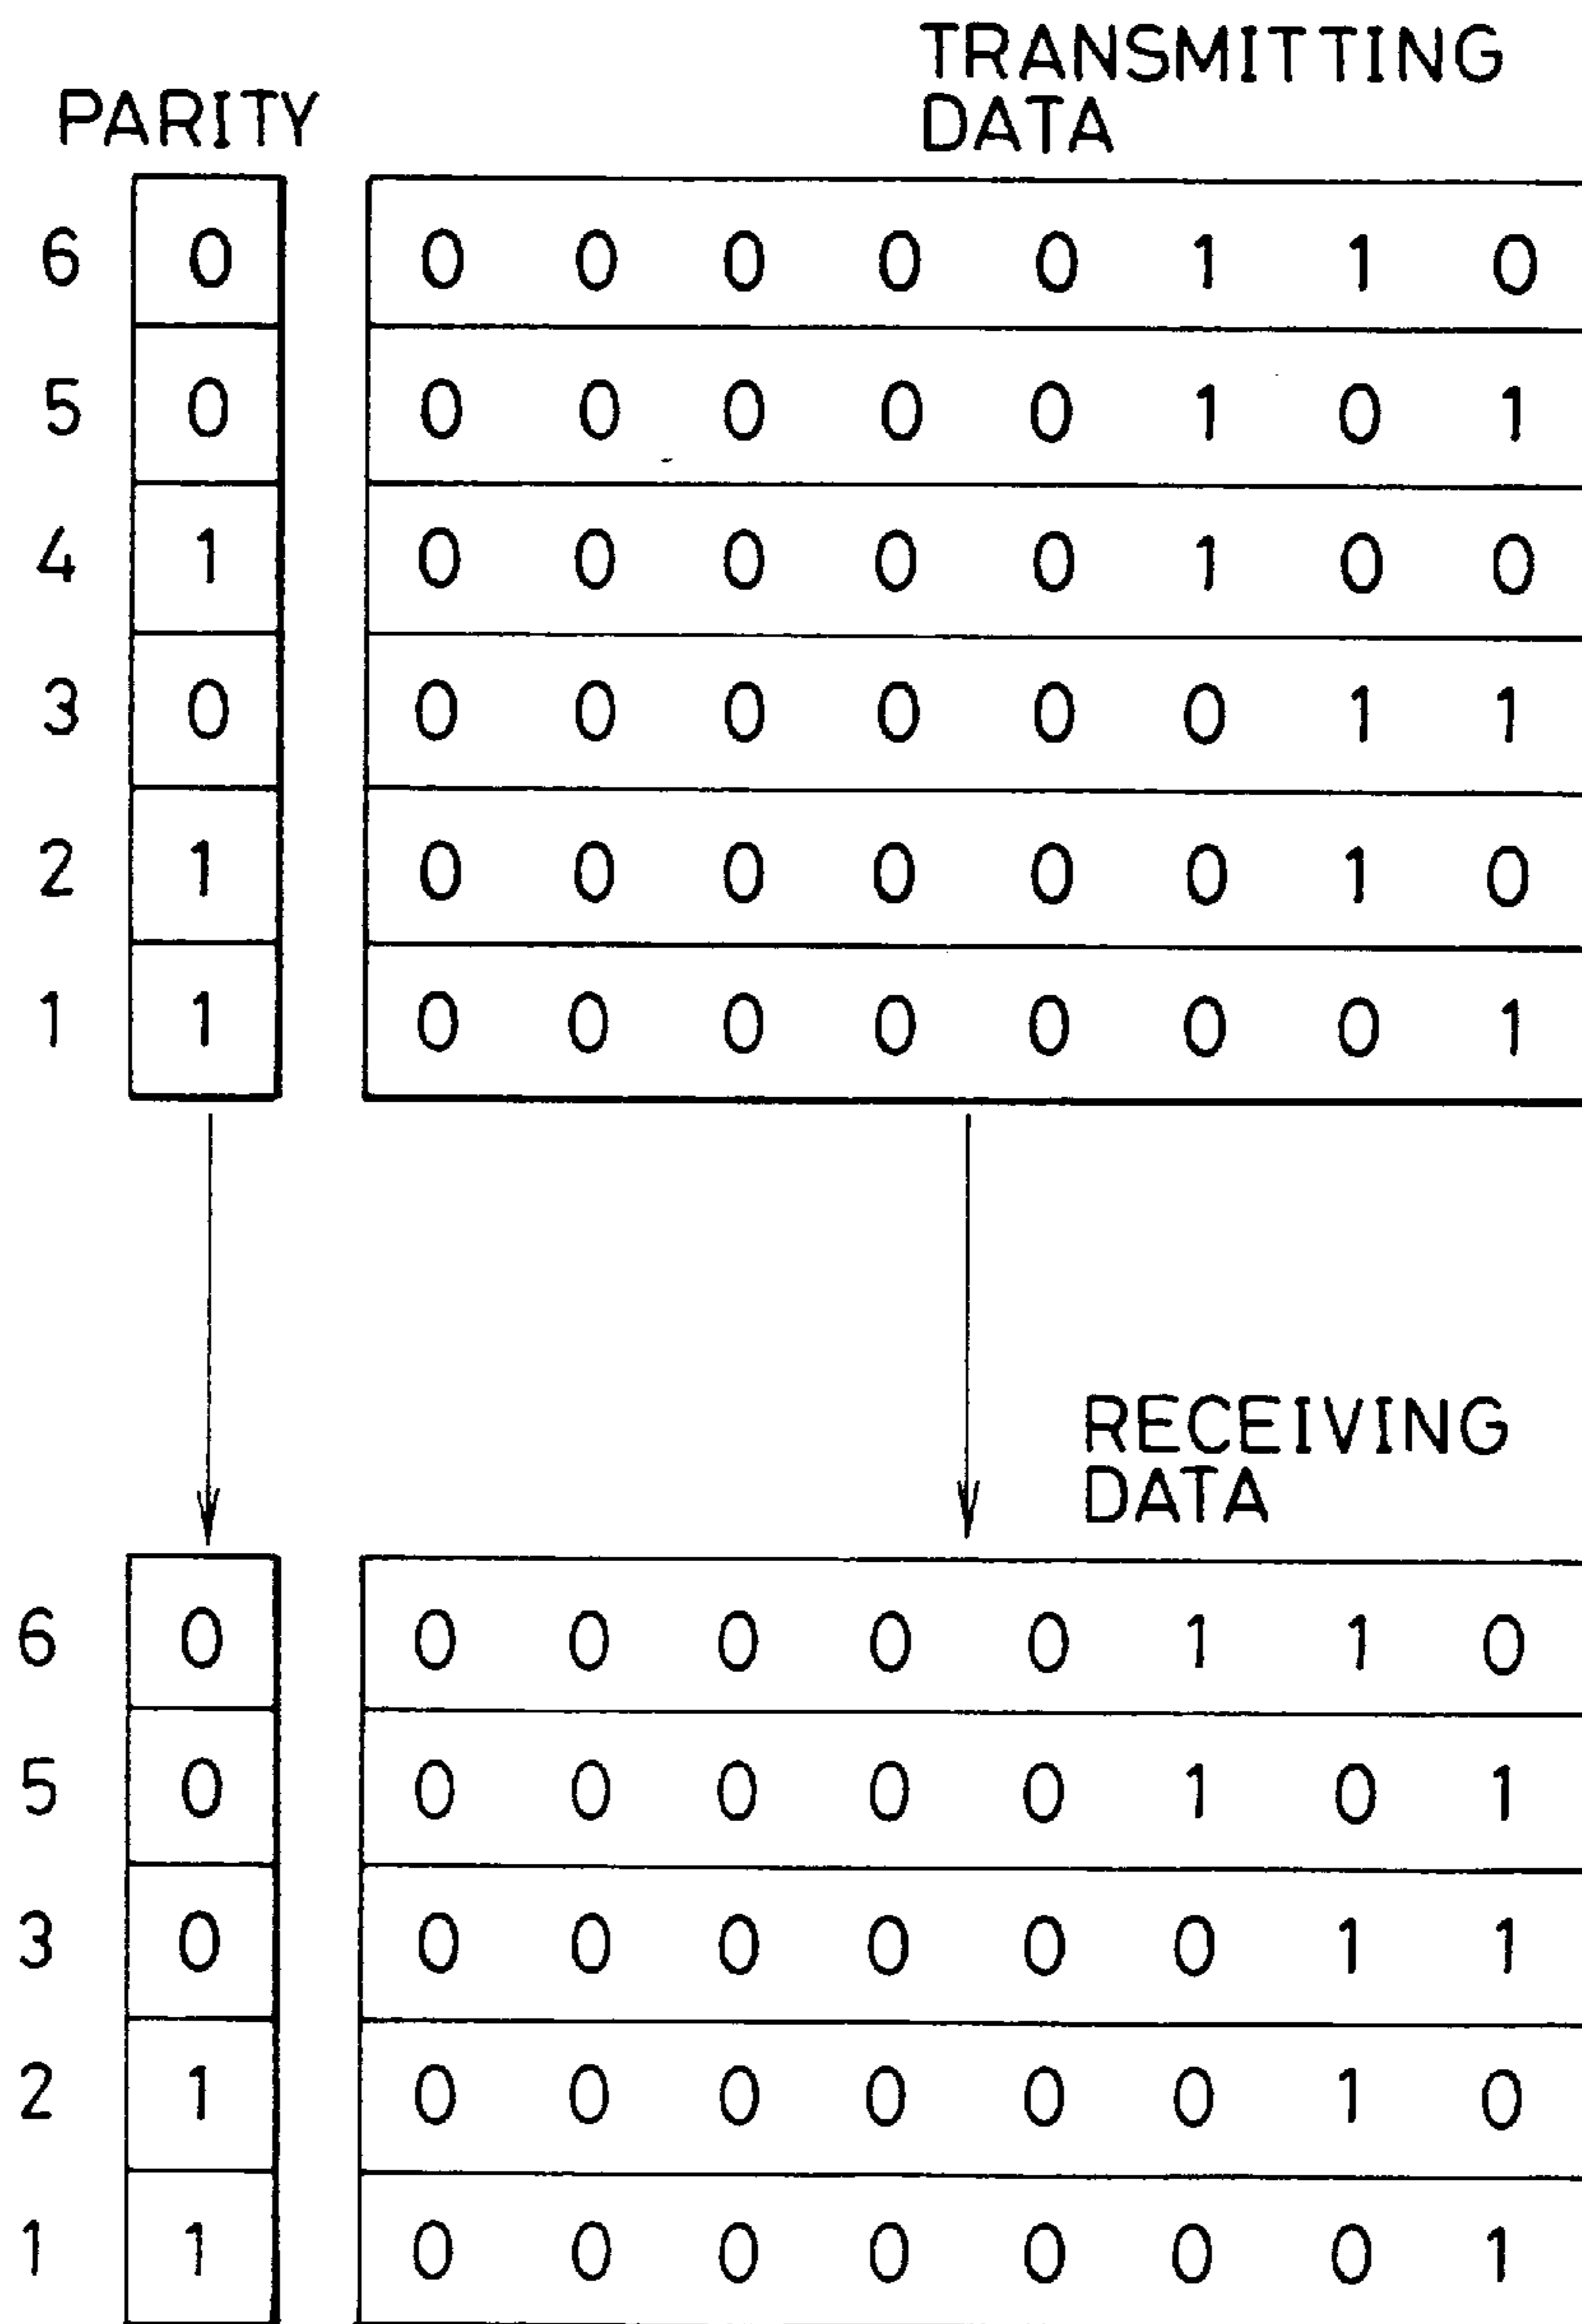 TRANSMITTING
DATA
PARITY
6 0 0 0 0 0 0 1 1 0
5 0 0 0 0 0 0 1 0 1
4 1 0 0 0 0 0 1 0 0
3 0 0 0 0 0 0 0 1 1
2 1 0 0 0 0 0 0 1 0
1 1 0 0 0 0 0 0 0 1
RECEIVING
DATA
6 0 0 0 0 0 0 1 1 0
5 0 0 0 0 0 0 1 0 1
3 0 0 0 0 0 0 0 1 1
2 1 0 0 0 0 0 0 1 0
1 1 0 0 0 0 0 0 0 1